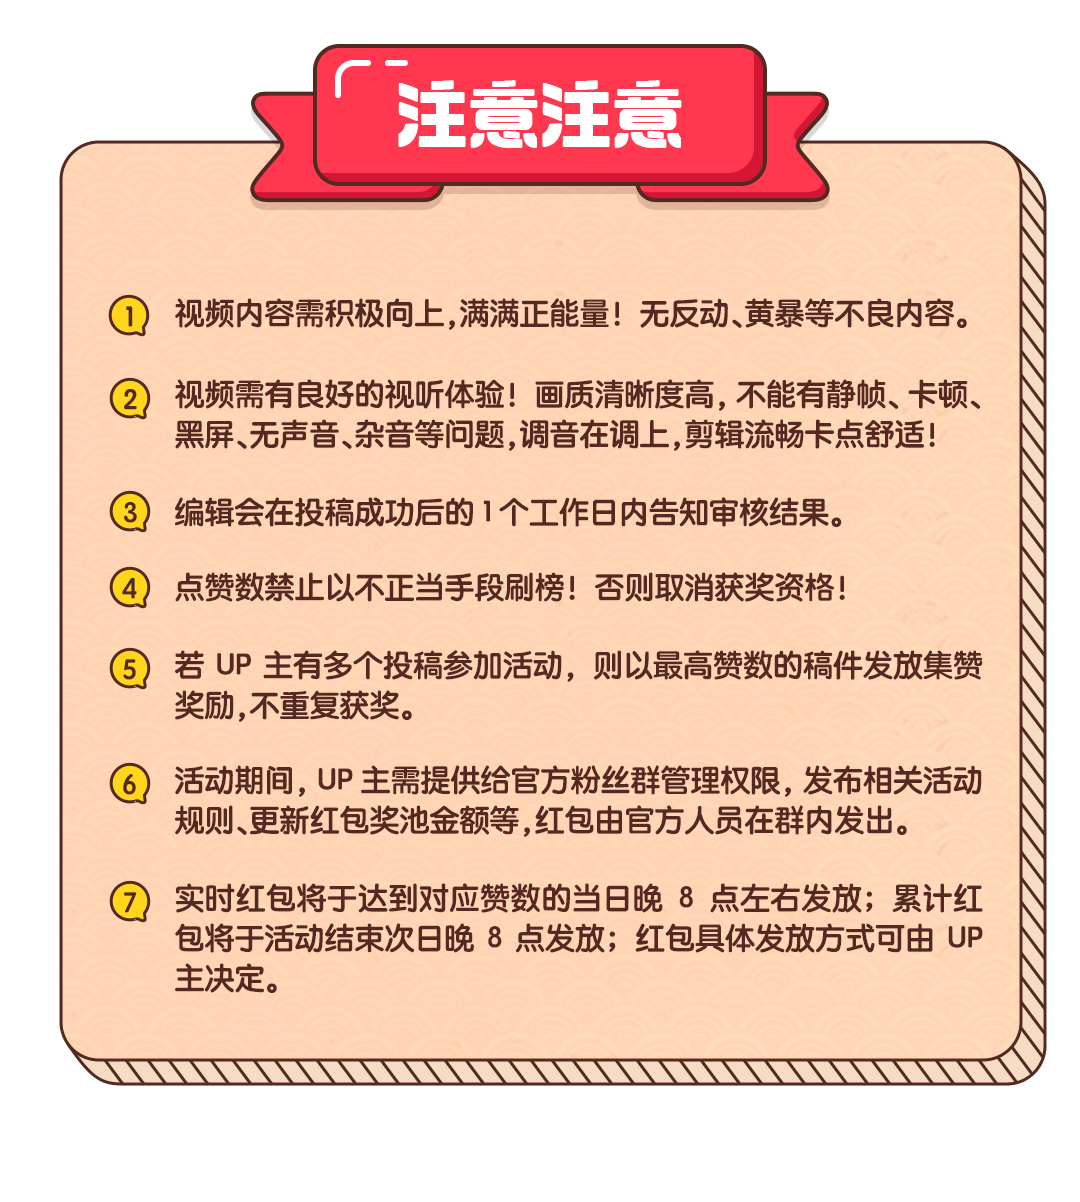 注意注意
1 视频内容需积极向上,满满正能量！无反动、黄暴等不良内容。
2 视频需有良好的视听体验！画质清晰度高，不能有静帧、卡顿、
黑屏、无声音、杂音等问题,调音在调上,剪辑流畅卡点舒适！
3 编辑会在投稿成功后的1个工作日内告知审核结果。
4 点赞数禁止以不正当手段刷榜！否则取消获奖资格！
5 若 UP 主有多个投稿参加活动，则以最高赞数的稿件发放集赞
奖励,不重复获奖。
6 活动期间，UP 主需提供给官方粉丝群管理权限，发布相关活动
规则、更新红包奖池金额等,红包由官方人员在群内发出。
7 实时红包将于达到对应赞数的当日晚 8 点左右发放；累计红
包将于活动结束次日晚 8 点发放；红包具体发放方式可由 UP
主决定。